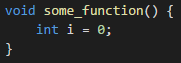 void some_function() {
    int i = 0;
}